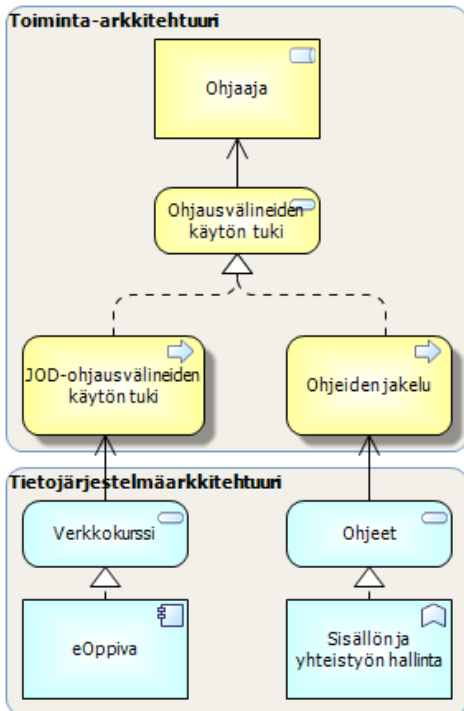 Toiminta-arkkitehtuuri
Ohjaaja
Ohjausvälineiden
käytön tuki
JOD-ohjausvälineiden
käytön tuki
Ohjeiden jakelu
Tietojärjestelmäarkkitehtuuri
Verkkokurssi
Ohjeet
eOppiva
Sisällön ja
yhteistyön hallinta